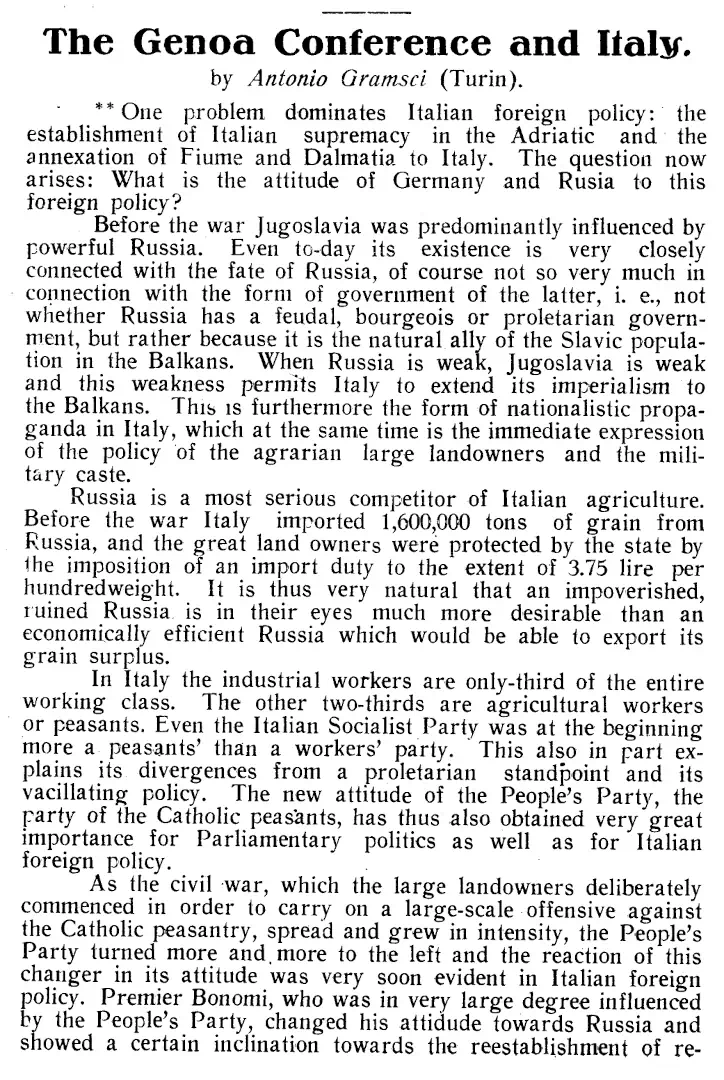 The Genoa Conference and Italy.
by Antonio Gramsci (Turin).
** One problem dominates Italian foreign policy: the
establishment of Italian supremacy in the Adriatic and the
annexation of Fiume and Dalmatia to Italy. The question now
arises: What is the attitude of Germany and Rusia to this
foreign policy?
Before the war Jugoslavia was predominantly influenced by
powerful Russia. Even to-day its existence is very closely
connected with the fate of Russia, of course not so very much in
connection with the form of government of the latter, i. e., not
whether Russia has a feudal, bourgeois or proletarian govern-
ment, but rather because it is the natural ally of the Slavic popula-
tion in the Balkans. When Russia is weak, Jugoslavia is weak
and this weakness permits Italy to extend its imperialism to
the Balkans. This is furthermore the form of nationalistic propa-
ganda in Italy, which at the same time is the immediate expression
of the policy of the agrarian large landowners and the mili-
tary caste.
Russia is a most serious competitor of Italian agriculture.
Before the war Italy imported 1,600,000 tons of grain from
Russia, and the great land owners were protected by the state by
the imposition of an import duty to the extent of 3.75 lire per
hundredweight. It is thus very natural that an impoverished,
ruined Russia is in their eyes much more desirable than an
economically efficient Russia which would be able to export its
grain surplus.
In Italy the industrial workers are only-third of the entire
working class. The other two-thirds are agricultural workers
or peasants. Even the Italian Socialist Party was at the beginning
more a peasants' than a workers' party. This also in part ex-
plains its divergences from a proletarian standpoint and its
vacillating policy. The new attitude of the People's Party, the
party of the Catholic peasants, has thus also obtained very great
importance for Parliamentary politics as well as for Italian
foreign policy.
As the civil war, which the large landowners deliberately
commenced in order to carry on a large-scale offensive against
the Catholic peasantry, spread and grew in intensity, the People's
Party turned more and more to the left and the reaction of this
changer in its attitude was very soon evident in Italian foreign
policy. Premier Bonomi, who was in very large degree influenced
by the People's Party, changed his attidude towards Russia and
showed a certain inclination towards the reestablishment of re-